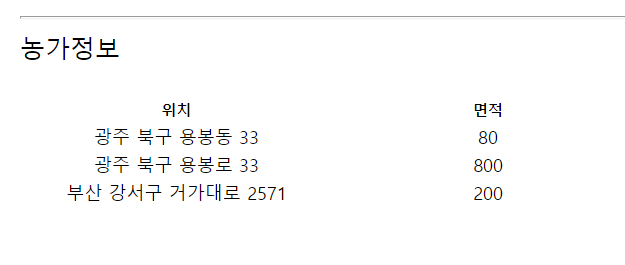 농가정보
위치 면적
광주 북구 용봉동 33 80
광주 북구 용봉로 33 800
부산 강서구 거가대로 2571 200